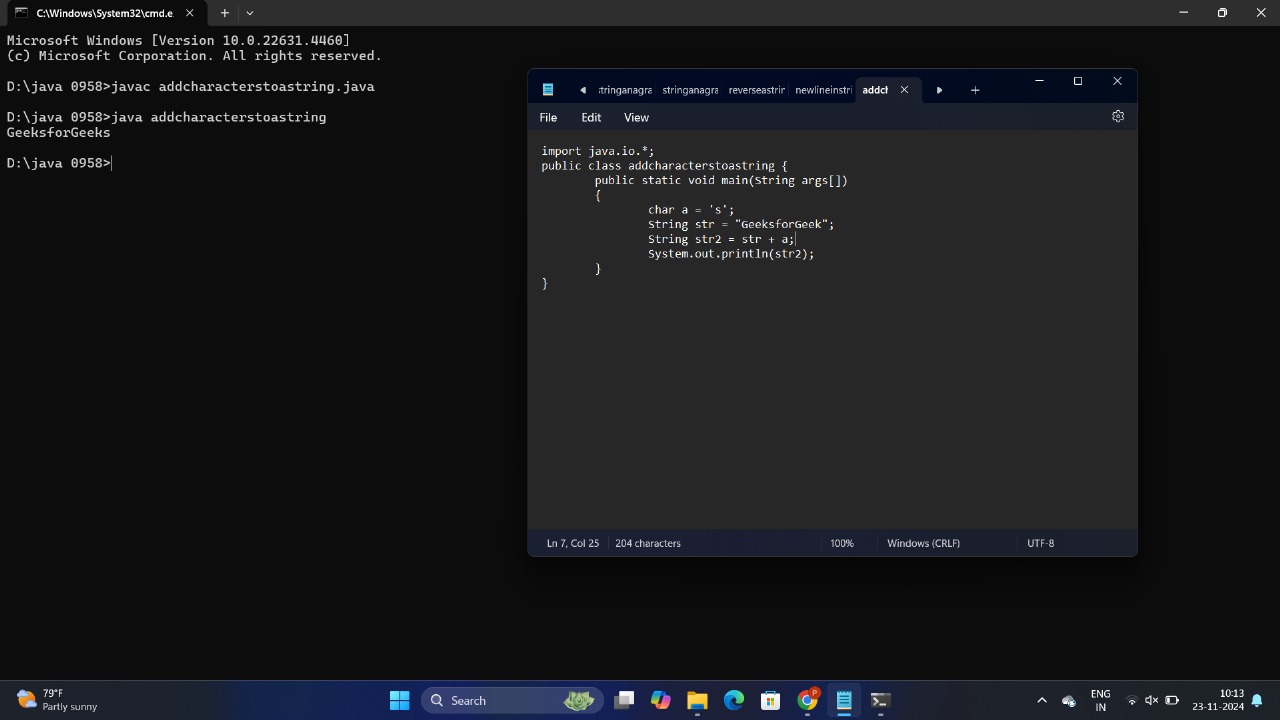 C:\Windows\System32\cmd.e
Microsoft Windows [Version 10.0.22631.4460]
(c) Microsoft Corporation. All rights reserved.
D:\java 0958>javac addcharacterstoastring.java
D:\java 0958>java addcharacterstoastring
GeeksforGeeks
D:\java 0958>
tringanagra stringanagra reverseastrin newlineinstri addch
File Edit View
import java.io.*;
public class addcharacterstoastring {
public static void main(String args[])
{
char a = 's';
String str = "GeeksforGeek";
String str2 = str + a;
System.out.println(str2);
}
}
Ln 7, Col 25 204 characters 100% Windows (CRLF) UTF-8
79°F
Partly sunny
Search
ENG
IN
10:13
23-11-2024